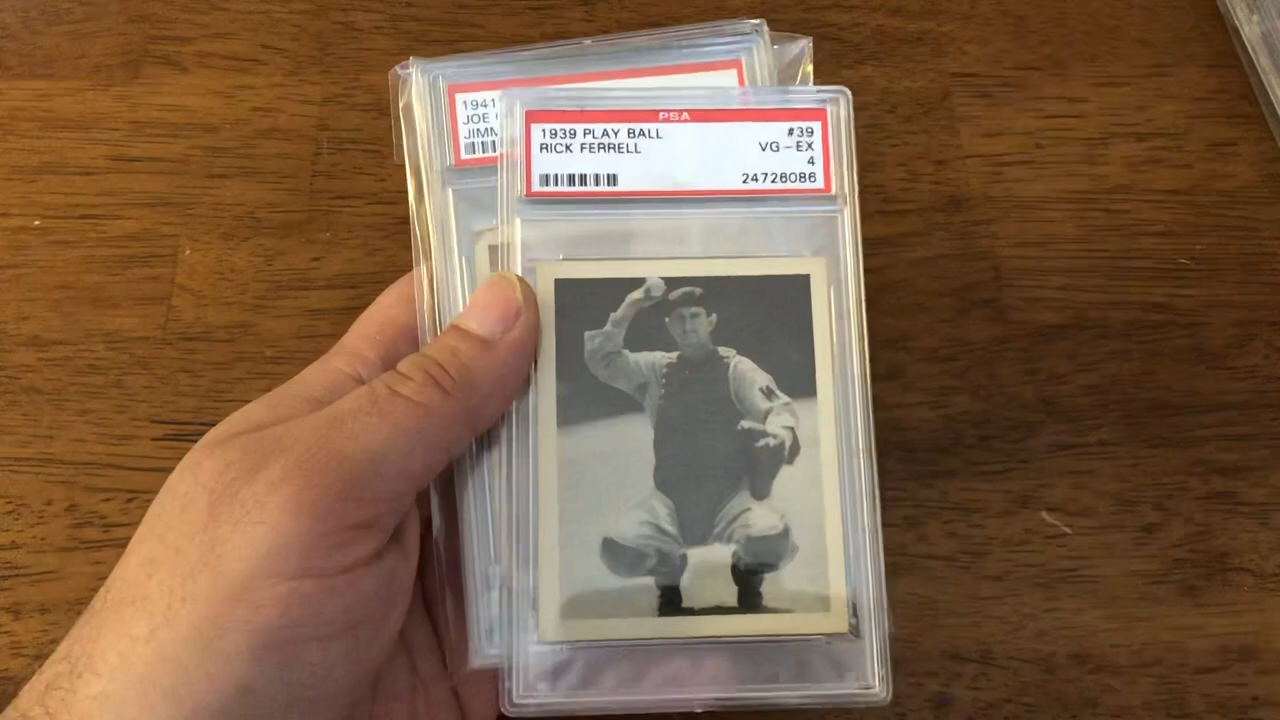 1941
JOE
JIMM
PSA
1939 PLAY BALL #39
RICK FERRELL VG-EX
4
24726086